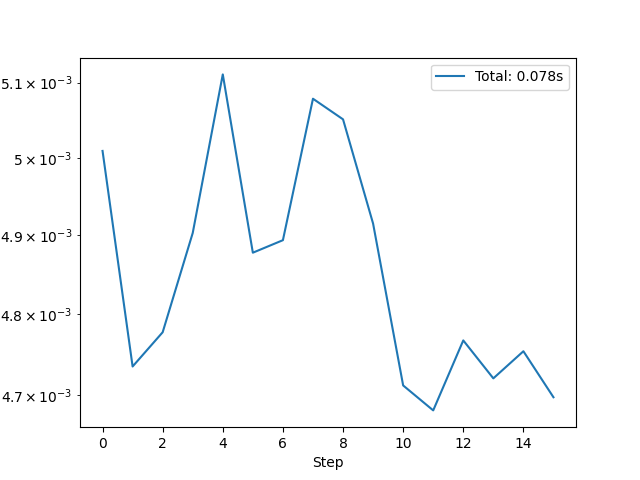 Total: 0.078s
5.1 × 10⁻³
5 × 10⁻³
4.9 × 10⁻³
4.8 × 10⁻³
4.7 × 10⁻³
0 2 4 6 8 10 12 14
Step